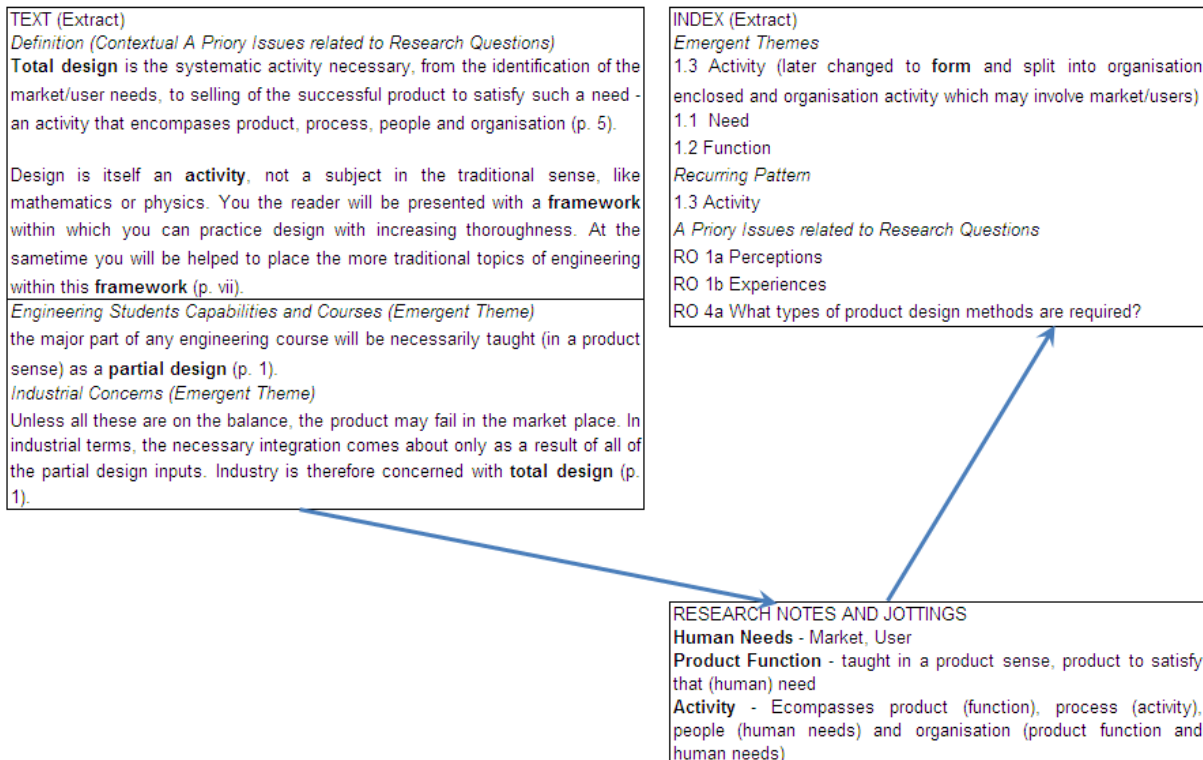 TEXT (Extract)
Definition (Contextual A Priory Issues related to Research Questions)
Total design is the systematic activity necessary, from the identification of the
market/user needs, to selling of the successful product to satisfy such a need -
an activity that encompases product, process, people and organisation (p. 5).
Design is itself an activity, not a subject in the traditional sense, like
mathematics or physics. You the reader will be presented with a framework
within which you can practice design with increasing thoroughness. At the
sametime you will be helped to place the more traditional topics of engineering
within this framework (p. vii).
Engineering Students Capabilities and Courses (Emergent Theme)
the major part of any engineering course will be necessarily taught (in a product
sense) as a partial design (p. 1).
Industrial Concerns (Emergent Theme)
Unless all these are on the balance, the product may fail in the market place. In
industrial terms, the necessary integration comes about only as a result of all of
the partial design inputs. Industry is therefore concerned with total design (p.
1).
INDEX (Extract)
Emergent Themes
1.3 Activity (later changed to form and split into organisation
enclosed and organisation activity which may involve market/users)
1.1 Need
1.2 Function
Recurring Pattern
1.3 Activity
A Priory Issues related to Research Questions
RO 1a Perceptions
RO 1b Experiences
RO 4a What types of product design methods are required?
RESEARCH NOTES AND JOTTINGS
Human Needs - Market, User
Product Function - taught in a product sense, product to satisfy
that (human) need
Activity - Ecompasses product (function), process (activity),
people (human needs) and organisation (product function and
human needs)